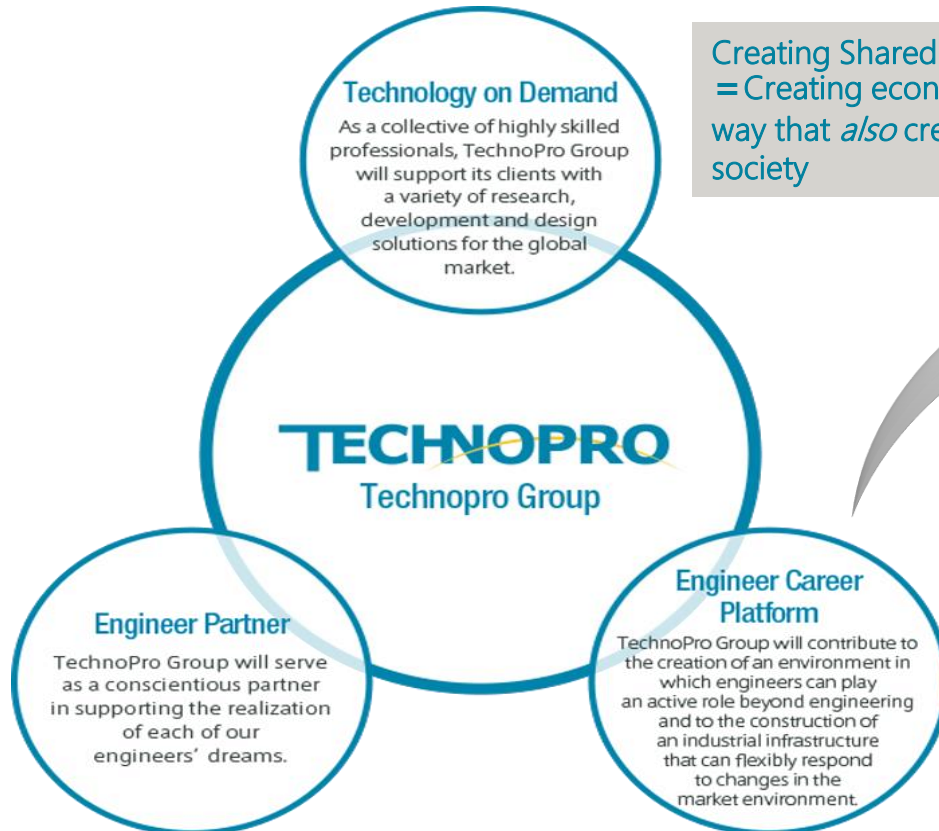 Creating Shared
=Creating econ
way that also cre
society
Technology on Demand
As a collective of highly skilled
professionals, TechnoPro Group
will support its clients with
a variety of research,
development and design
solutions for the global
market.
TECHNOPRO
Technopro Group
Engineer Partner
TechnoPro Group will serve
as a conscientious partner
in supporting the realization
of each of our
engineers' dreams.
Engineer Career
Platform
TechnoPro Group will contribute to
the creation of an environment in
which engineers can play
an active role beyond engineering
and to the construction of
an industrial infrastructure
that can flexibly respond
to changes in the
market environment.